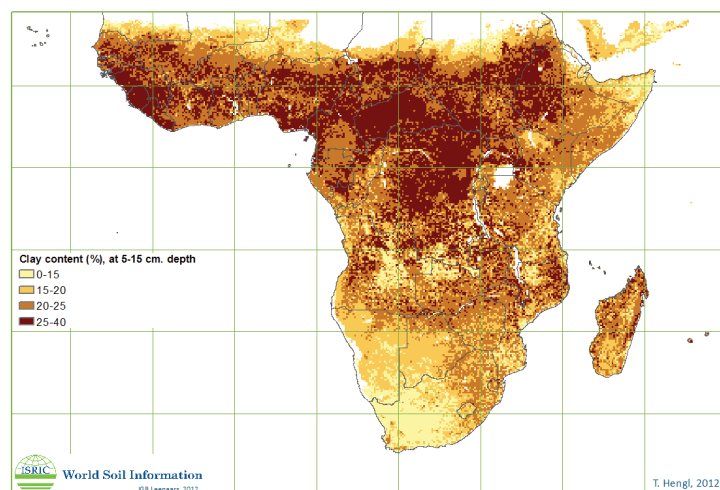 Clay content (%), at 5-15 cm. depth
0-15
15-20
20-25
25-40
ISRIC
World Soil Information
2012
T. Hengl, 2012